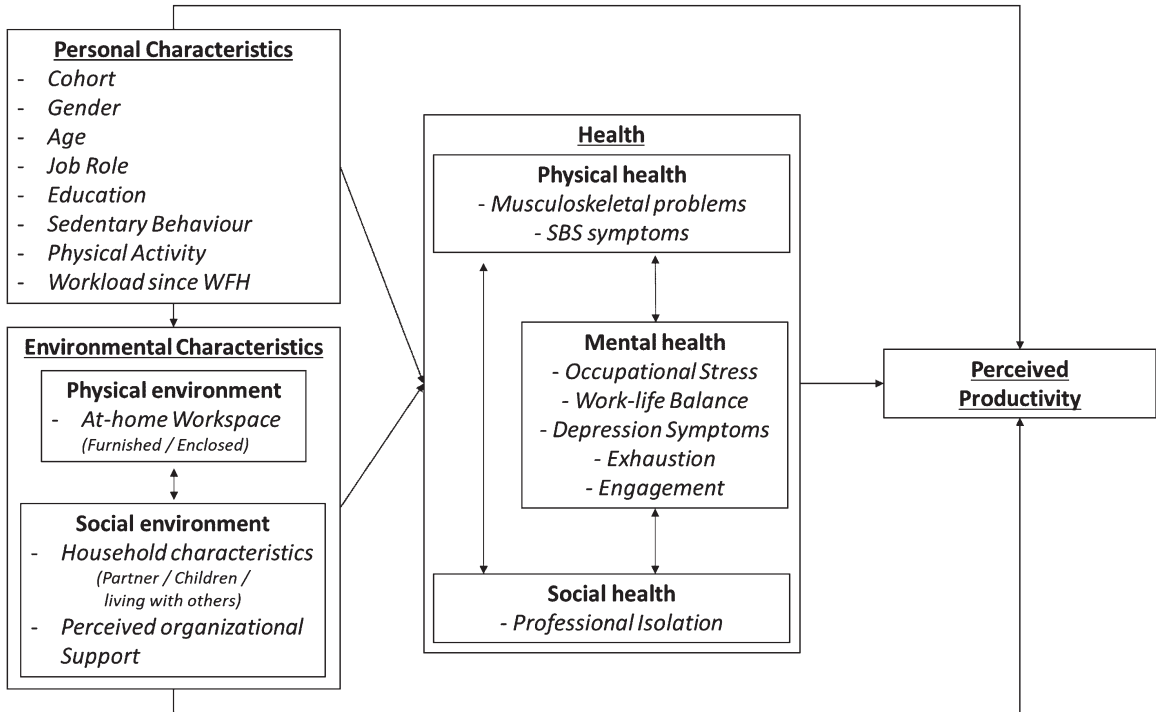 Personal Characteristics
- Cohort
- Gender
- Age
- Job Role
- Education
- Sedentary Behaviour
- Physical Activity
- Workload since WFH
Environmental Characteristics
Physical environment
- At-home Workspace
(Furnished / Enclosed)
Social environment
- Household characteristics
(Partner / Children /
living with others)
- Perceived organizational
Support
Health
Physical health
- Musculoskeletal problems
- SBS symptoms
Mental health
- Occupational Stress
- Work-life Balance
- Depression Symptoms
- Exhaustion
- Engagement
Social health
- Professional Isolation
Perceived
Productivity